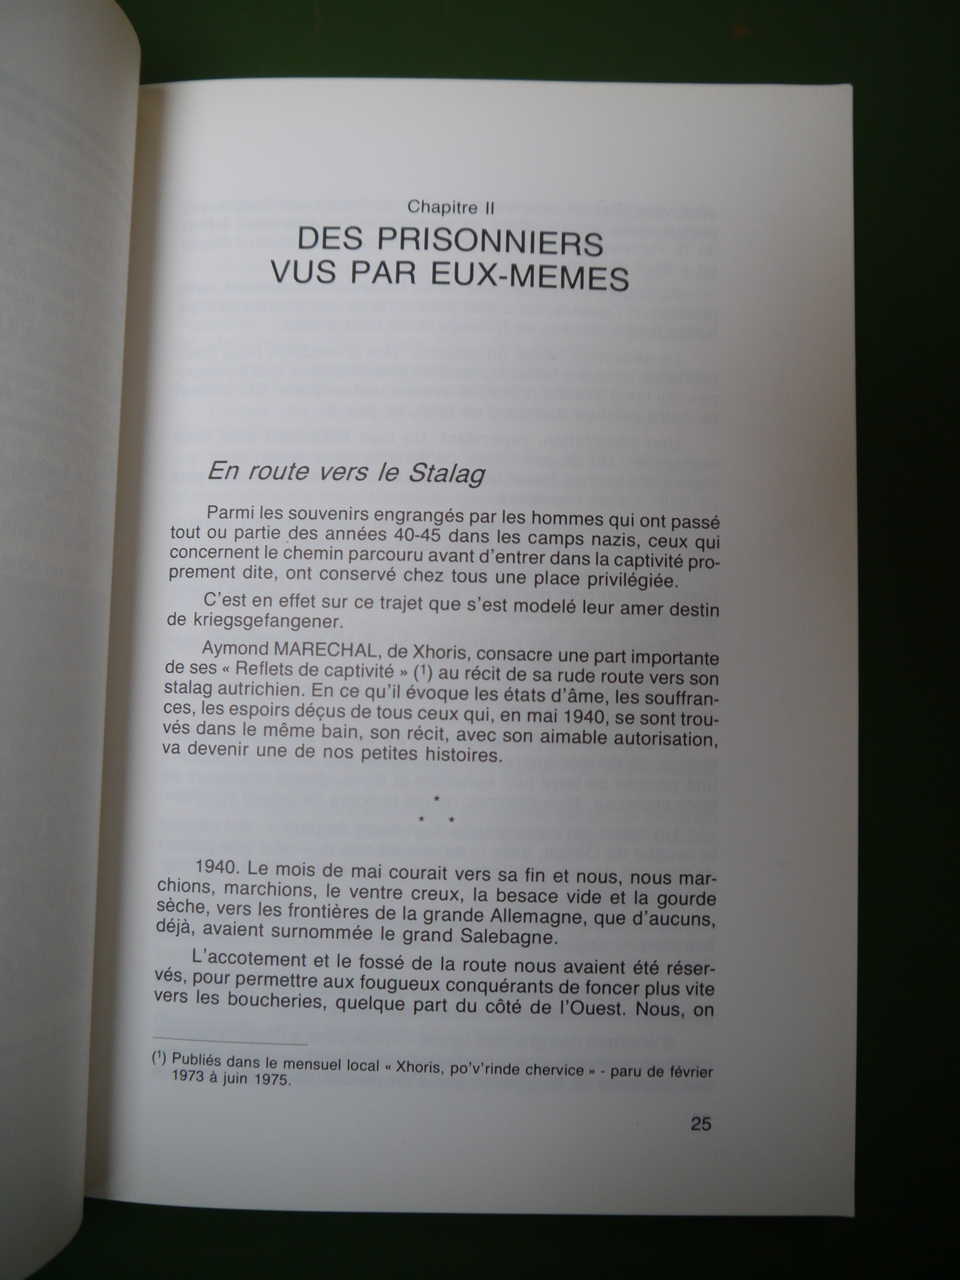 Chapitre II
DES PRISONNIERS
VUS PAR EUX-MEMES
En route vers le Stalag
Parmi les souvenirs engrangés par les hommes qui ont passé
tout ou partie des années 40-45 dans les camps nazis, ceux qui
concernent le chemin parcouru avant d'entrer dans la captivité pro-
prement dite, ont conservé chez tous une place privilégiée.
C'est en effet sur ce trajet que s'est modelé leur amer destin
de kriegsgefangener.
Aymond MARECHAL, de Xhoris, consacre une part importante
de ses « Reflets de captivité » (1) au récit de sa rude route vers son
stalag autrichien. En ce qu'il évoque les états d'âme, les souffran-
ces, les espoirs déçus de tous ceux qui, en mai 1940, se sont trou-
vés dans le même bain, son récit, avec son aimable autorisation,
va devenir une de nos petites histoires.
*
* *
1940. Le mois de mai courait vers sa fin et nous, nous mar-
chions, marchions, le ventre creux, la besace vide et la gourde
sèche, vers les frontières de la grande Allemagne, que d'aucuns,
déjà, avaient surnommée le grand Salebagne.
L'accotement et le fossé de la route nous avaient été réser-
vés, pour permettre aux fougueux conquérants de foncer plus vite
vers les boucheries, quelque part du côté de l'Ouest. Nous, on
(1) Publiés dans le mensuel local « Xhoris, po'v'rinde chervice » - paru de février
1973 à juin 1975.
25